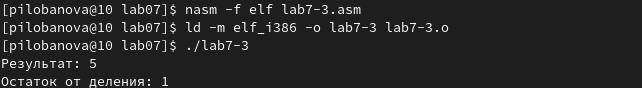 [pilobanova@10 lab07]$ nasm -f elf lab7-3.asm
[pilobanova@10 lab07]$ ld -m elf_i386 -o lab7-3 lab7-3.o
[pilobanova@10 lab07]$ ./lab7-3
Результат: 5
Остаток от деления: 1